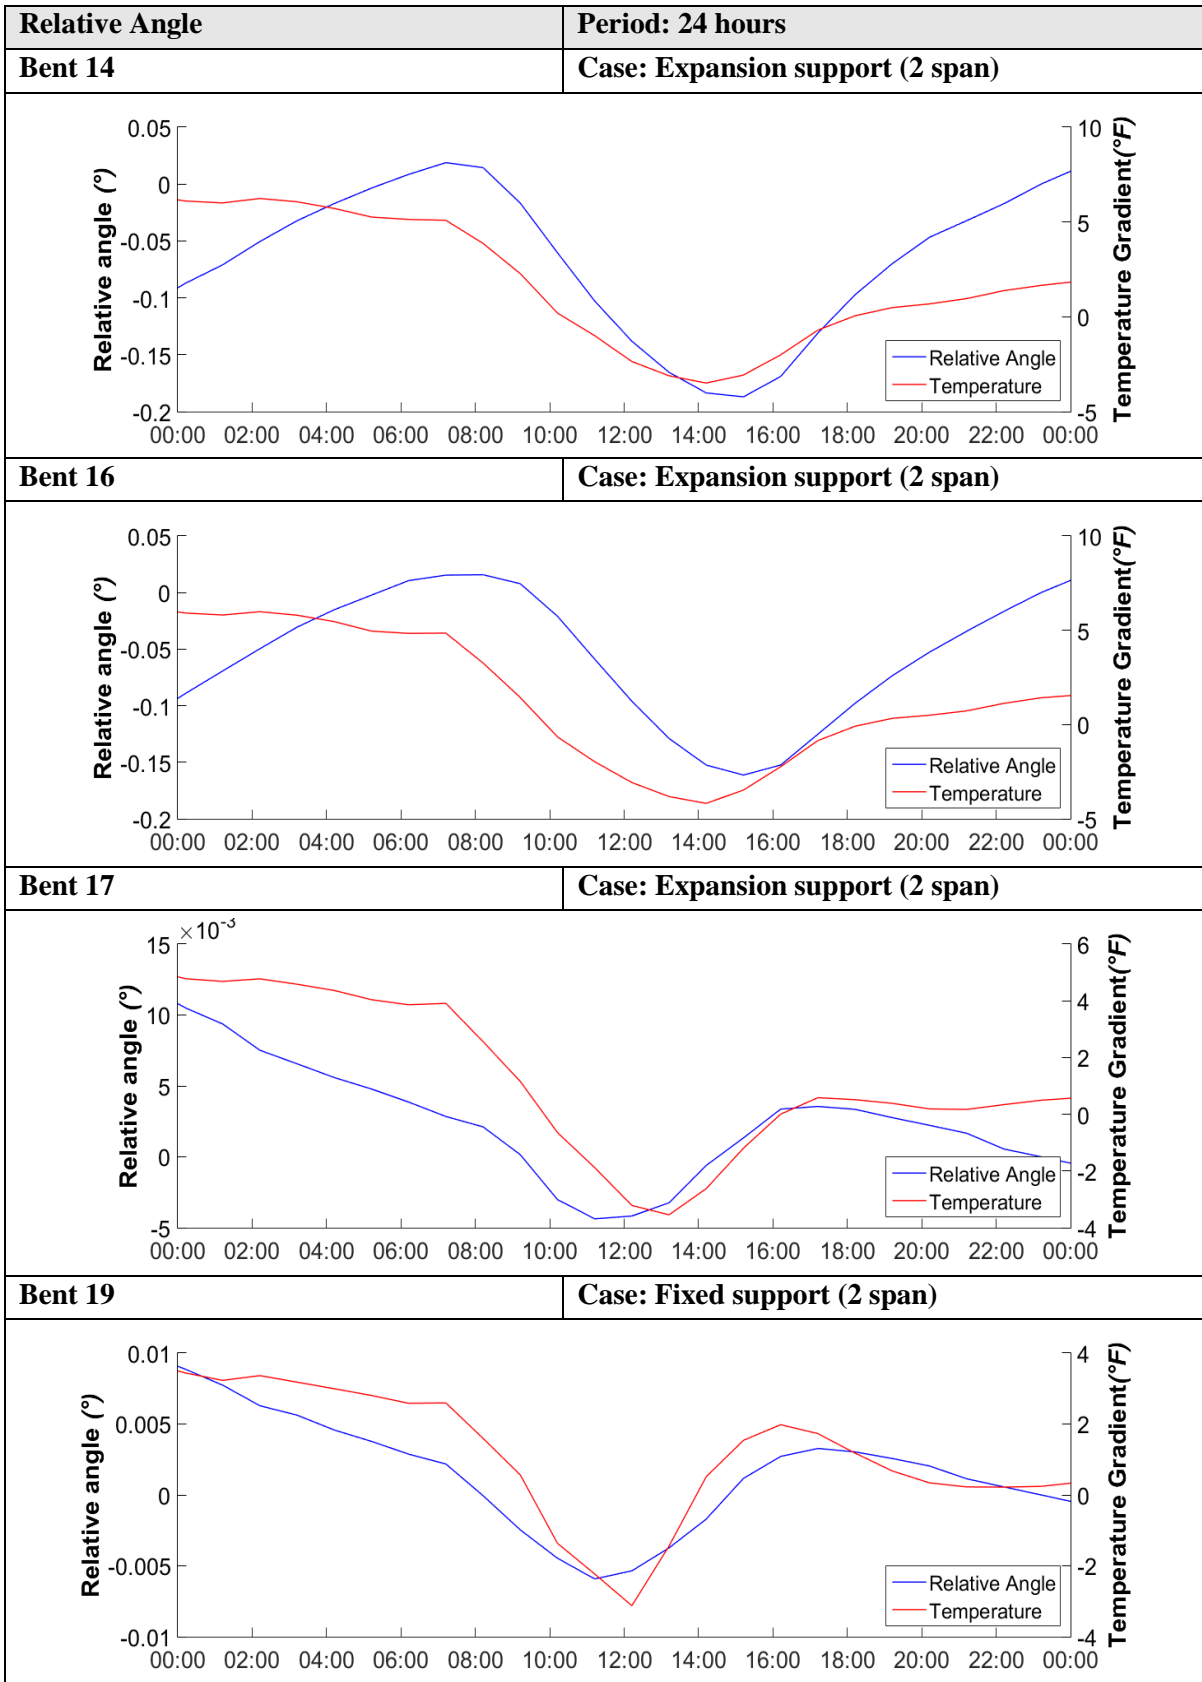 Relative Angle Period: 24 hours
Bent 14 Case: Expansion support (2 span)
0.05
0
-0.05
-0.1
-0.15
-0.2
Relative angle (°)
10
5
0
-5
Temperature Gradient(°F)
Relative Angle
Temperature
00:00 02:00 04:00 06:00 08:00 10:00 12:00 14:00 16:00 18:00 20:00 22:00 00:00
Bent 16 Case: Expansion support (2 span)
0.05
0
-0.05
-0.1
-0.15
-0.2
Relative angle (°)
10
5
0
-5
Temperature Gradient(°F)
Relative Angle
Temperature
00:00 02:00 04:00 06:00 08:00 10:00 12:00 14:00 16:00 18:00 20:00 22:00 00:00
Bent 17 Case: Expansion support (2 span)
×10⁻³
15
10
5
0
-5
Relative angle (°)
6
4
2
0
-2
-4
Temperature Gradient(°F)
Relative Angle
Temperature
00:00 02:00 04:00 06:00 08:00 10:00 12:00 14:00 16:00 18:00 20:00 22:00 00:00
Bent 19 Case: Fixed support (2 span)
0.01
0.005
0
-0.005
-0.01
Relative angle (°)
4
2
0
-2
-4
Temperature Gradient(°F)
Relative Angle
Temperature
00:00 02:00 04:00 06:00 08:00 10:00 12:00 14:00 16:00 18:00 20:00 22:00 00:00